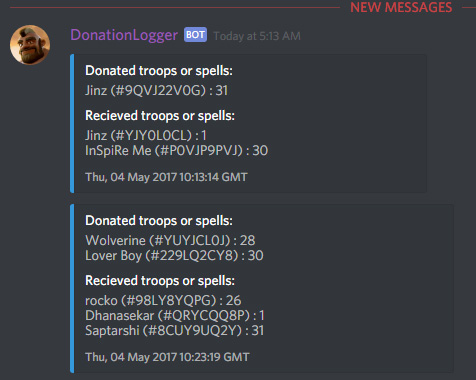 NEW MESSAGES
DonationLogger BOT Today at 5:13 AM
Donated troops or spells:
Jinz (#9QVJ22V0G) : 31
Recieved troops or spells:
Jinz (#YJY0L0CL) : 1
InSpiRe Me (#P0VJP9PVJ) : 30
Thu, 04 May 2017 10:13:14 GMT
Donated troops or spells:
Wolverine (#YUYJCL0J) : 28
Lover Boy (#229LQ2CY8) : 30
Recieved troops or spells:
rocko (#98LY8YQPG) : 26
Dhanasekar (#QRYCQQ8P) : 1
Saptarshi (#8CUY9UQ2Y) : 31
Thu, 04 May 2017 10:23:19 GMT